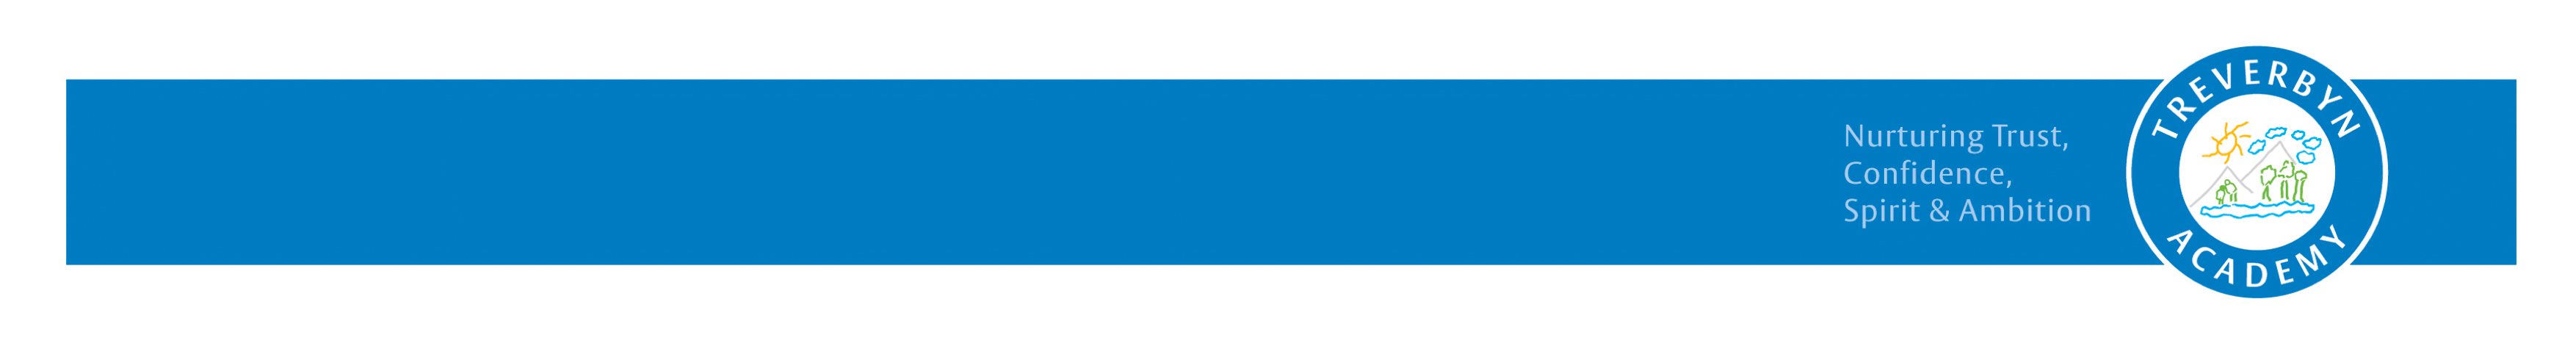 Nurturing Trust,
Confidence,
Spirit & Ambition
TREVERBYN
ACADEMY